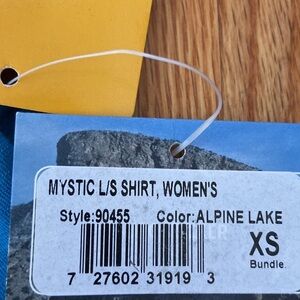 MYSTIC L/S SHIRT, WOMEN'S
Style:90455 Color:ALPINE LAKE
XS
Bundle.
7 27602 31919 3